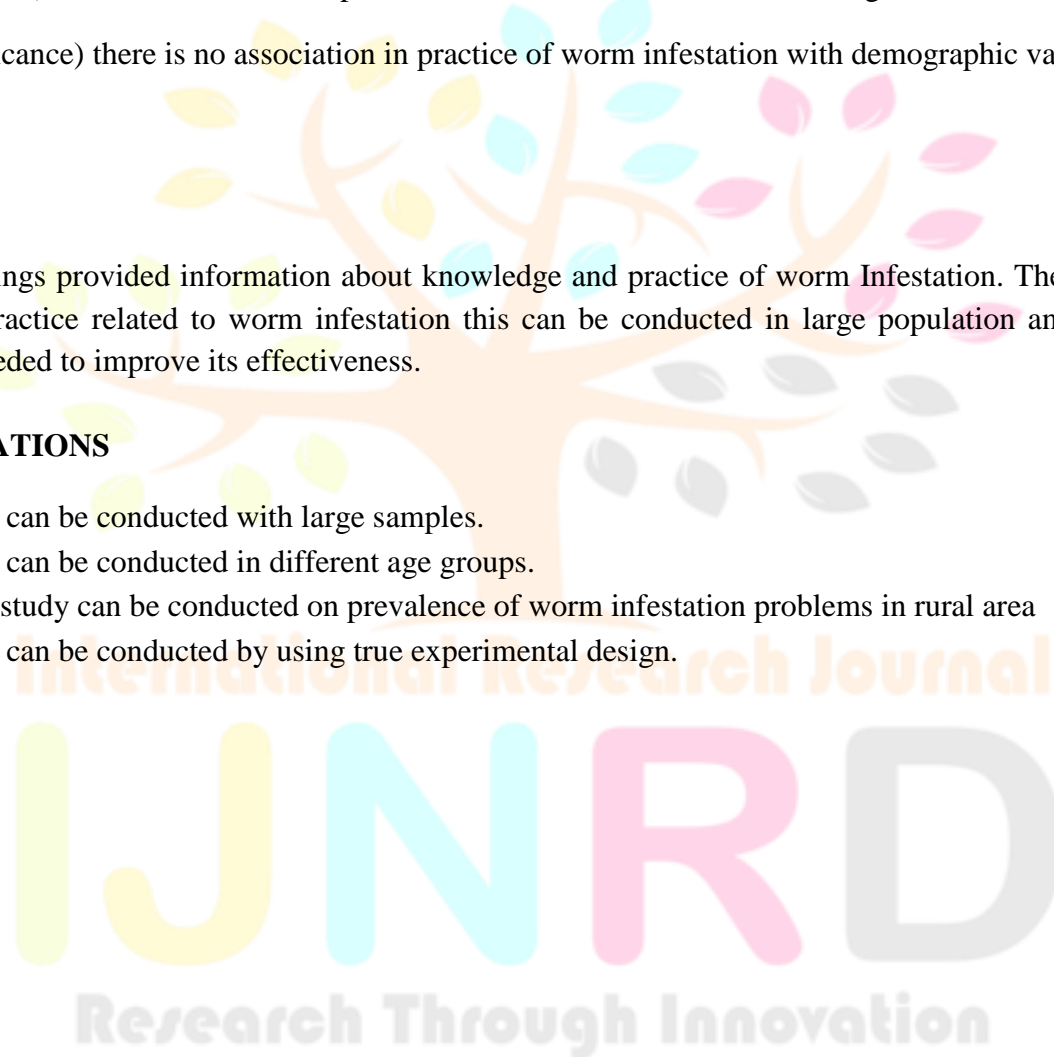 icance) there is no association in practice of worm infestation with demographic va
ings provided information about knowledge and practice of worm Infestation. The
ractice related to worm infestation this can be conducted in large population an
eded to improve its effectiveness.
ATIONS
can be conducted with large samples.
can be conducted in different age groups.
study can be conducted on prevalence of worm infestation problems in rural area
can be conducted by using true experimental design.
International Research Journal
IJNRD
Research Through Innovation